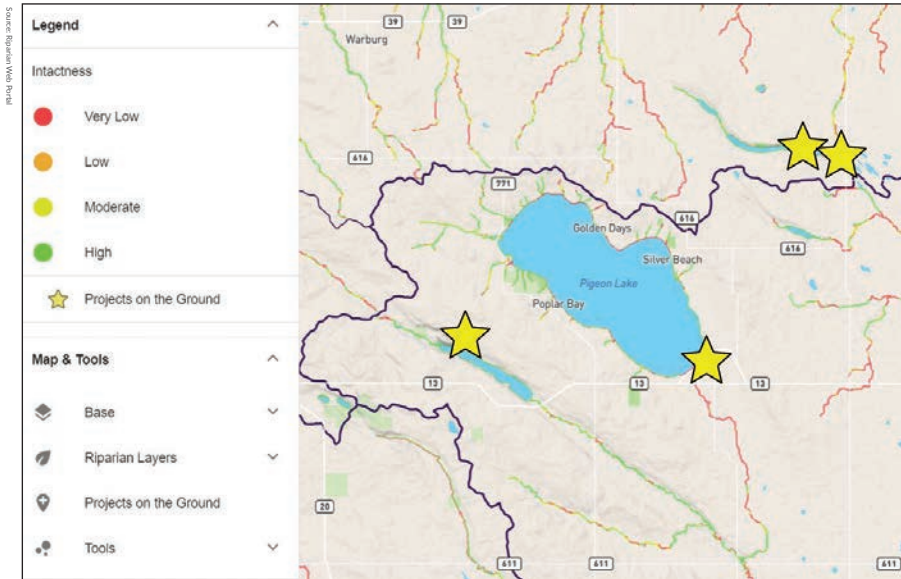 Source: Riparian Web Portal
Legend
Intactness
Very Low
Low
Moderate
High
Projects on the Ground
Map & Tools
Base
Riparian Layers
Projects on the Ground
Tools
39
39
Warburg
616
771
616
Golden Days
616
Silver Beach
Pigeon Lake
Poplar Bay
13
13
13
20
611
611
611